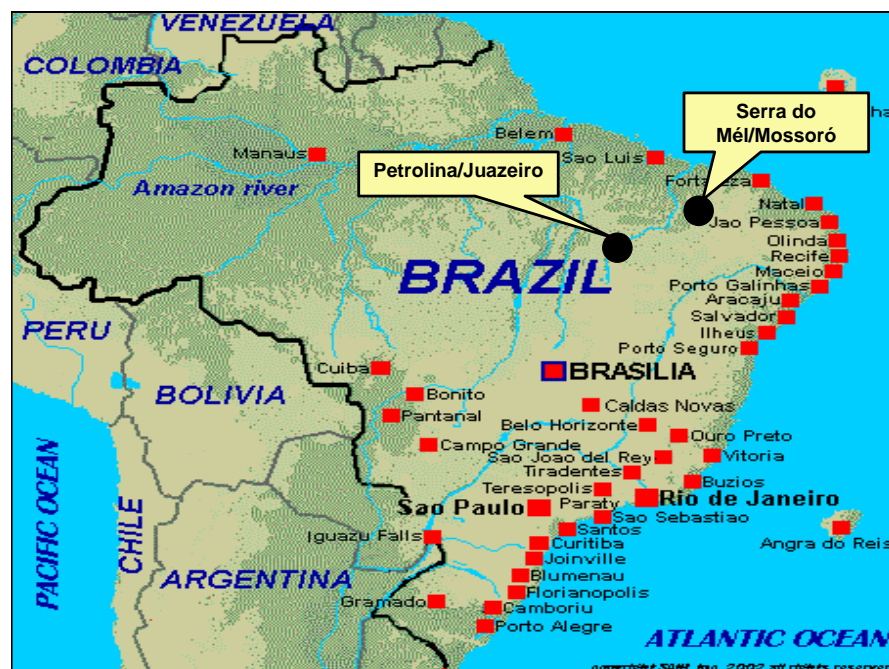 VENEZUELA
COLOMBIA
Serra do
Mél/Mossoró
Belem
Manaus
Sao Luis
Petrolina/Juazeiro
Amazon river
Fortaleza
Natal
Jao Pessoa
Olinda
Recife
BRAZIL
Maceio
Porto Galinhas
Aracaju
PERU
Salvador
Ilheus
Porto Seguro
Cuiba
BRASILIA
BOLIVIA
Bonito
Caldas Novas
Pantanal
Belo Horizonte
Ouro Preto
Campo Grande
Sao Joao del Rey
Vitoria
Tiradentes
Buzios
Teresopolis
Rio de Janeiro
Sao Paulo
Paraty
Sao Sebastiao
PACIFIC OCEAN
CHILE
Santos
Iguazu Falls
Angra do Reis
Curitiba
Joinville
ARGENTINA
Blumenau
Florianopolis
Gramado
Camboriu
Porto Alegre
ATLANTIC OCEAN